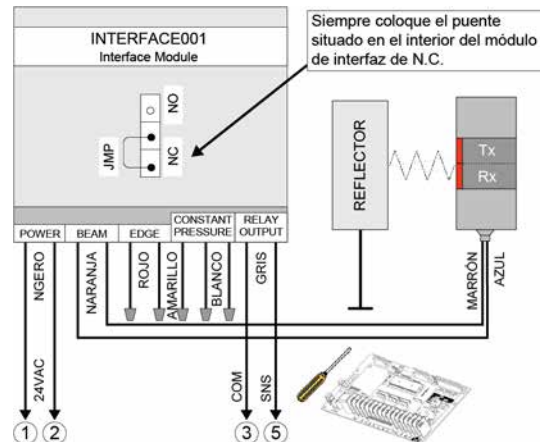 INTERFACE001
Interface Module
Siempre coloque el puente
situado en el interior del módulo
de interfaz de N.C.
NO
JMP
NC
REFLECTOR
Tx
Rx
POWER
BEAM
EDGE
CONSTANT
PRESSURE
RELAY
OUTPUT
NGERO
NARANJA
ROJO
AMARILLO
BLANCO
GRIS
MARRÓN
AZUL
24VAC
COM
SNS
1
2
3
5